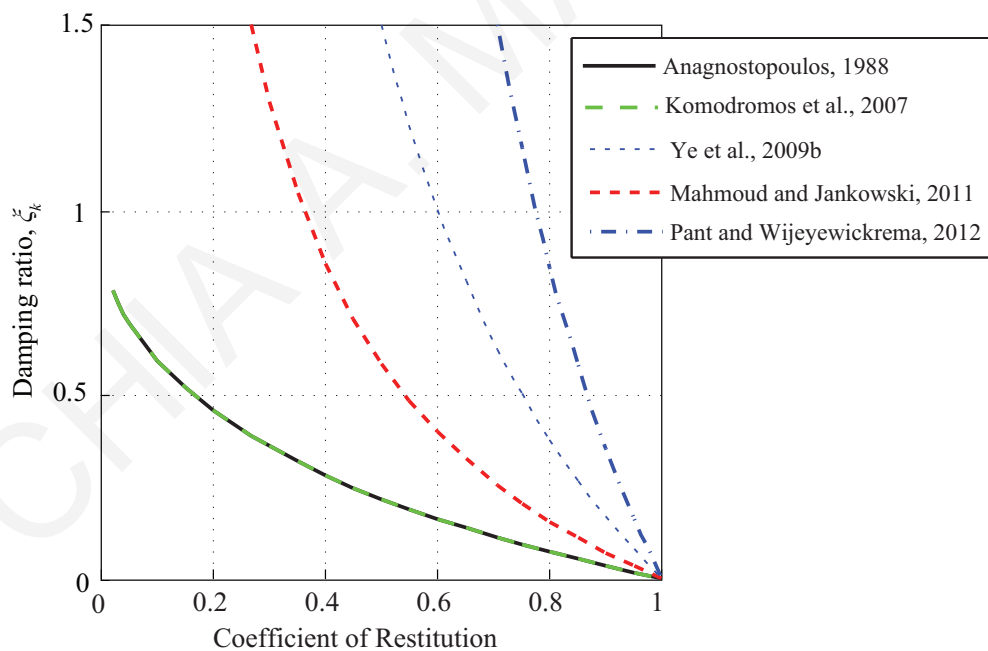 CHIA A. M
1.5
1
0.5
0
Damping ratio, ξk
0
0.2
0.4
0.6
0.8
1
Coefficient of Restitution
Anagnostopoulos, 1988
Komodromos et al., 2007
Ye et al., 2009b
Mahmoud and Jankowski, 2011
Pant and Wijeyewickrema, 2012